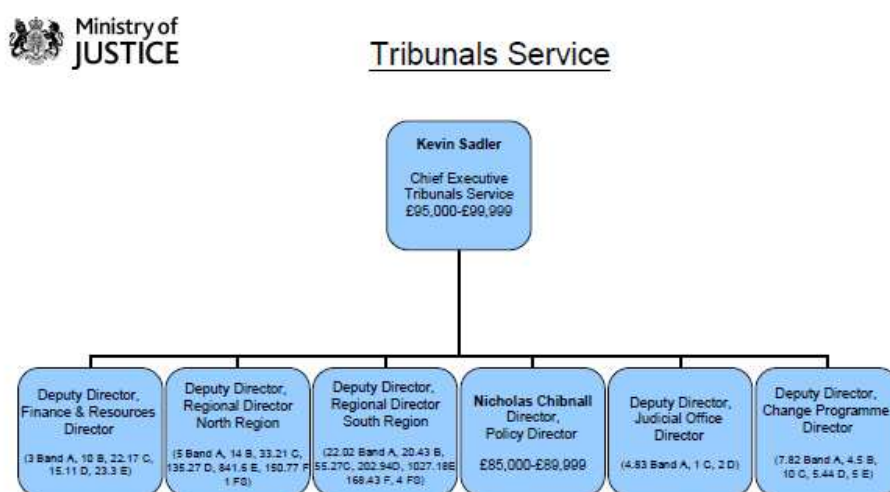 Ministry of
JUSTICE
Tribunals Service
Kevin Sadler
Chief Executive
Tribunals Service
£95,000-£99,999
Deputy Director,
Finance & Resources
Director
(3 Band A, 10 B, 22.17 C,
15.11 D, 23.3 E)
Deputy Director,
Regional Director
North Region
(5 Band A, 14 B, 33.21 C,
135.27 D, 841.6 E, 150.77 F
1 FG)
Deputy Director,
Regional Director
South Region
(22.02 Band A, 20.43 B,
55.27C, 202.94D, 1027.18E
168.43 F, 4 FG)
Nicholas Chibnall
Director,
Policy Director
£85,000-£89,999
Deputy Director,
Judicial Office
Director
(4.83 Band A, 1 C, 2 D)
Deputy Director,
Change Programme
Director
(7.82 Band A, 4.5 B,
10 C, 5.44 D, 5 E)